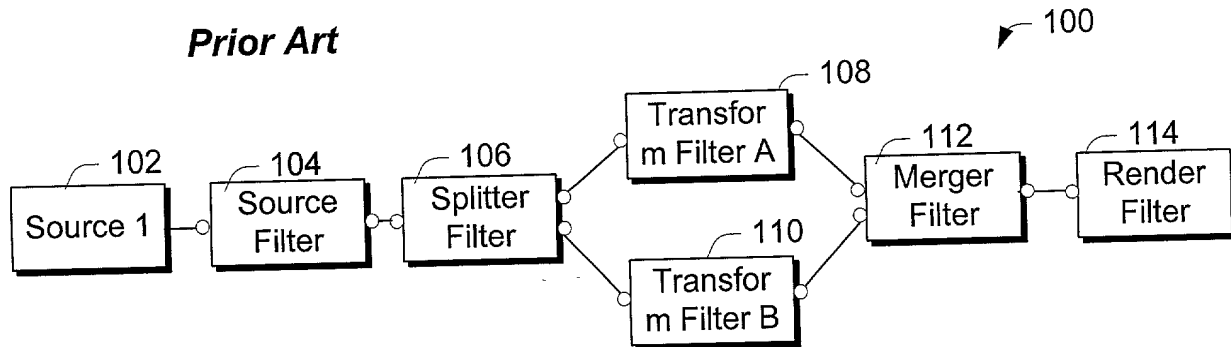 Prior Art
100
108
Transfor
m Filter A
102
Source 1
104
Source
Filter
106
Splitter
Filter
110
Transfor
m Filter B
112
Merger
Filter
114
Render
Filter